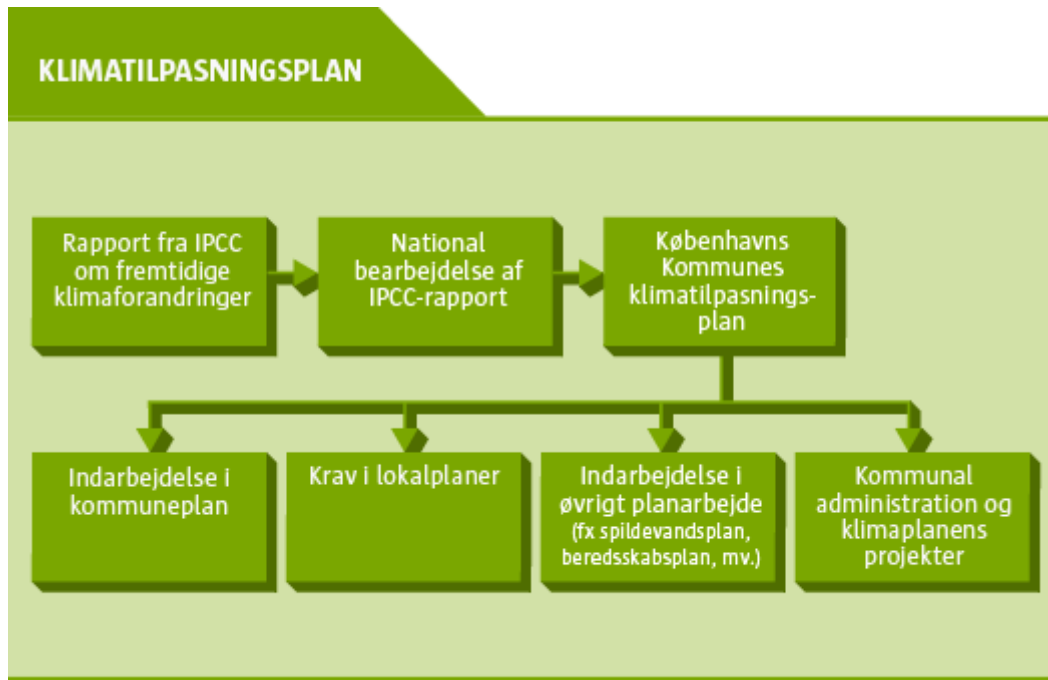 KLIMATILPASNINGSPLAN
Rapport fra IPCC
om fremtidige
klimaforandringer
National
bearbejdelse af
IPCC-rapport
Københavns
Kommunes
klimatilpasnings-
plan
Indarbejdelse i
kommuneplan
Krav i lokalplaner
Indarbejdelse i
øvrigt planarbejde
(fx spildevandsplan,
beredsskabsplan, mv.)
Kommunal
administration og
klimaplanens
projekter